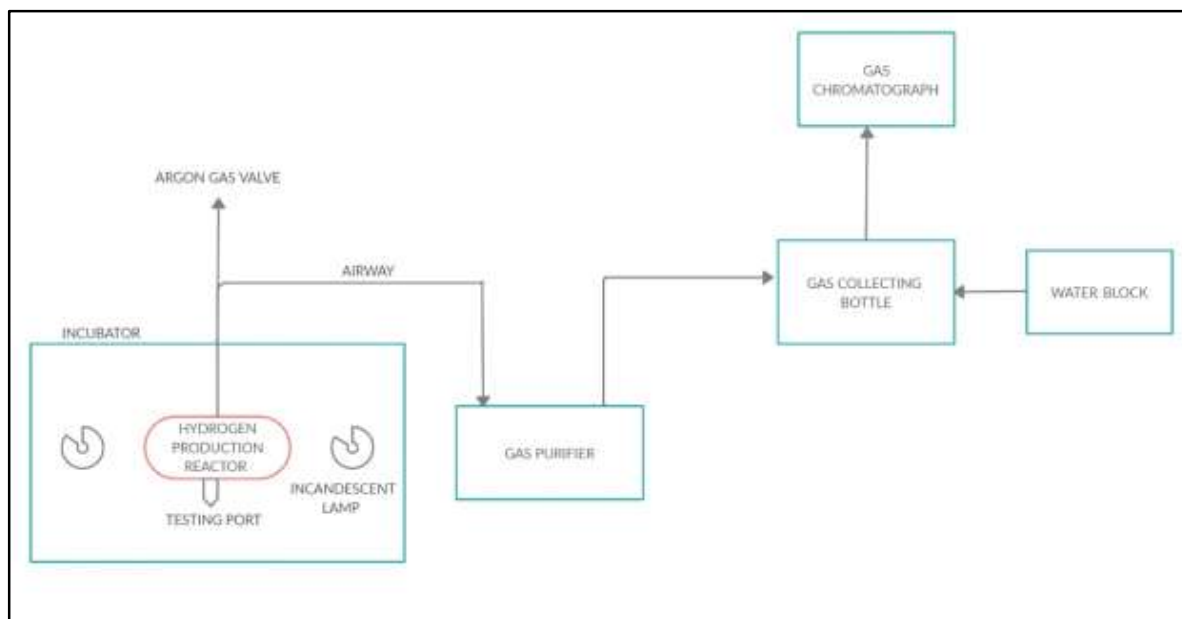 GAS
CHROMATOGRAPH
ARGON GAS VALVE
AIRWAY
GAS COLLECTING
BOTTLE
WATER BLOCK
INCUBATOR
HYDROGEN
PRODUCTION
REACTOR
GAS PURIFIER
INCANDESCENT
LAMP
TESTING PORT